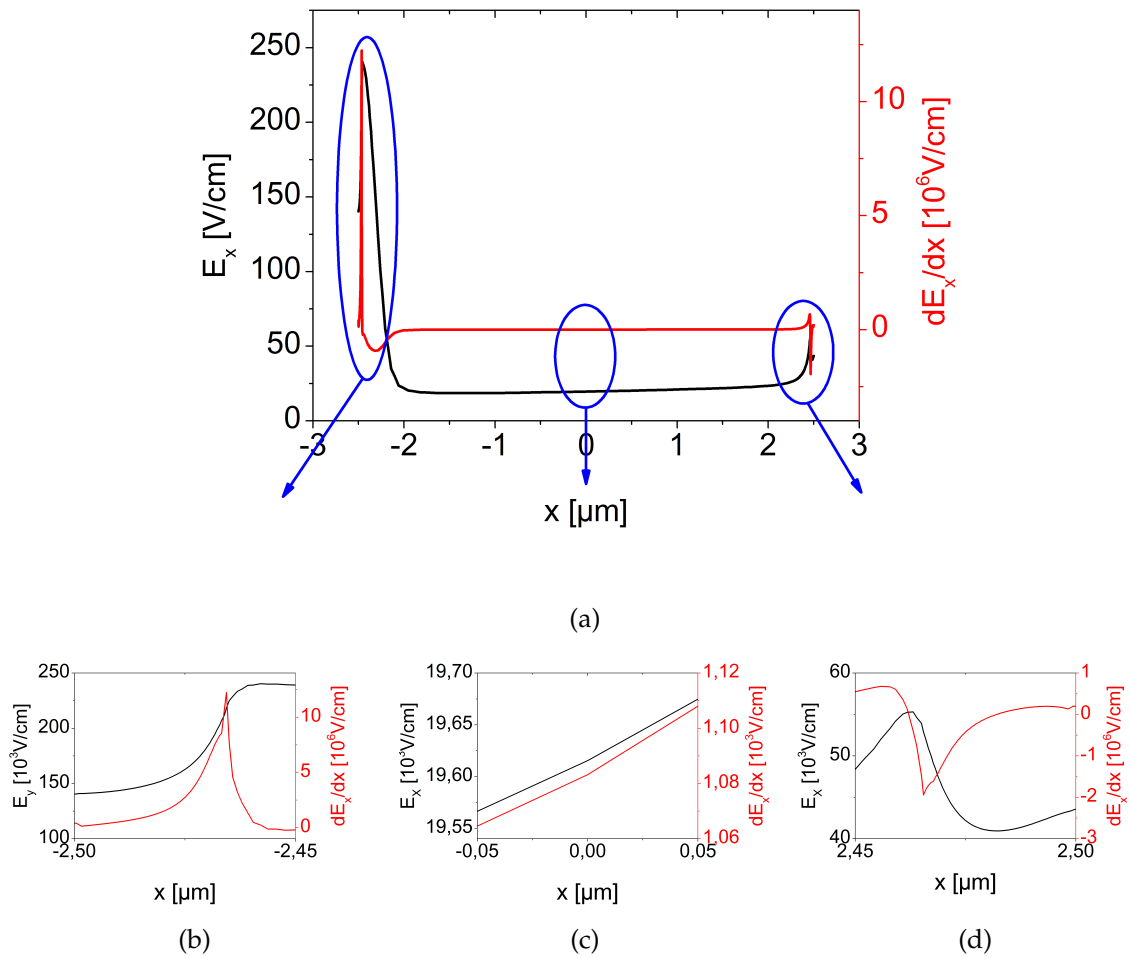 250
200
150
100
50
0
E_x [V/cm]
10
5
0
dE_x/dx [10^6V/cm]
-3 -2 -1 0 1 2 3
x [µm]
(a)
250
200
150
100
E_y [10^3V/cm]
10
5
0
dE_x/dx [10^6V/cm]
-2,50 -2,45
x [µm]
(b)
19,70
19,65
19,60
19,55
E_X [10^3V/cm]
1,12
1,10
1,08
1,06
dE_x/dx [10^3V/cm]
-0,05 0,00 0,05
x [µm]
(c)
60
50
40
E_X [10^3V/cm]
1
0
-1
-2
-3
dE_x/dx [10^6V/cm]
2,45 2,50
x [µm]
(d)